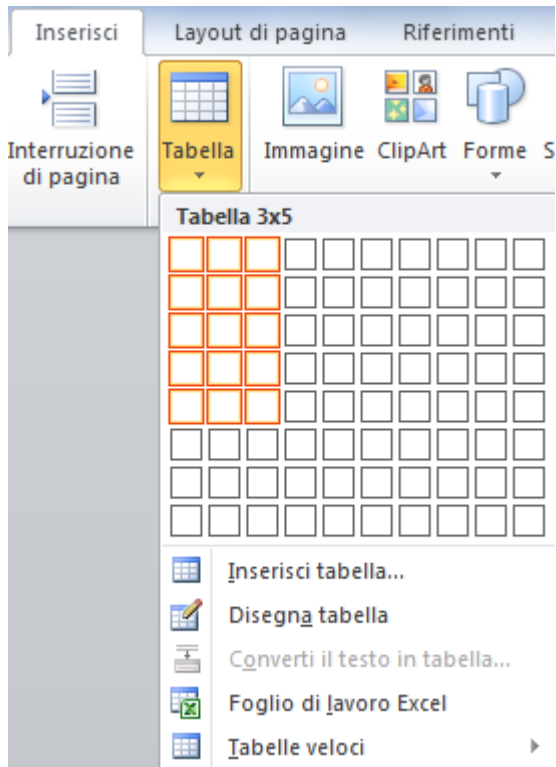 Inserisci Layout di pagina Riferimenti
Interruzione di pagina
Tabella
Immagine
ClipArt
Forme
S
Tabella 3x5
Inserisci tabella...
Disegna tabella
Converti il testo in tabella...
Foglio di lavoro Excel
Tabelle veloci